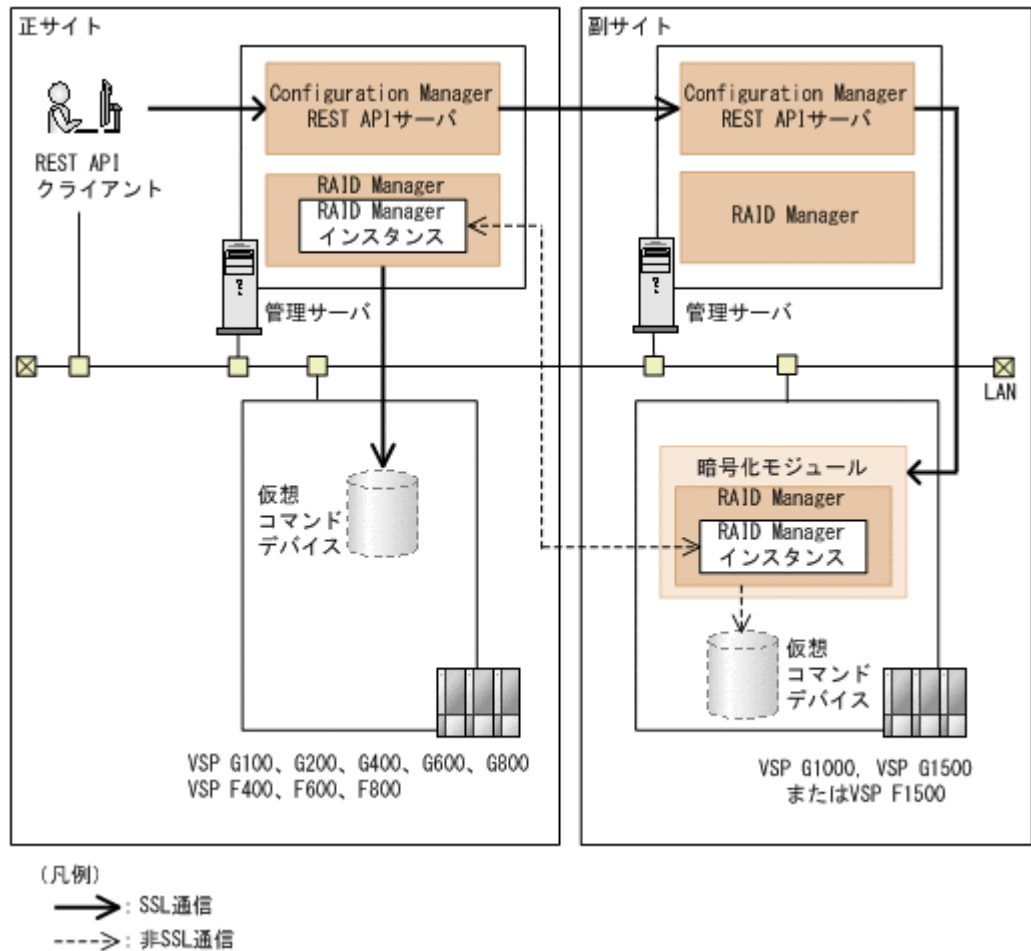 正サイト
REST API
クライアント
Configuration Manager
REST APIサーバ
RAID Manager
RAID Manager
インスタンス
管理サーバ
仮想
コマンド
デバイス
VSP G100、G200、G400、G600、G800
VSP F400、F600、F800
副サイト
Configuration Manager
REST APIサーバ
RAID Manager
管理サーバ
LAN
暗号化モジュール
RAID Manager
RAID Manager
インスタンス
仮想
コマンド
デバイス
VSP G1000, VSP G1500
またはVSP F1500
(凡例)
: SSL通信
: 非SSL通信